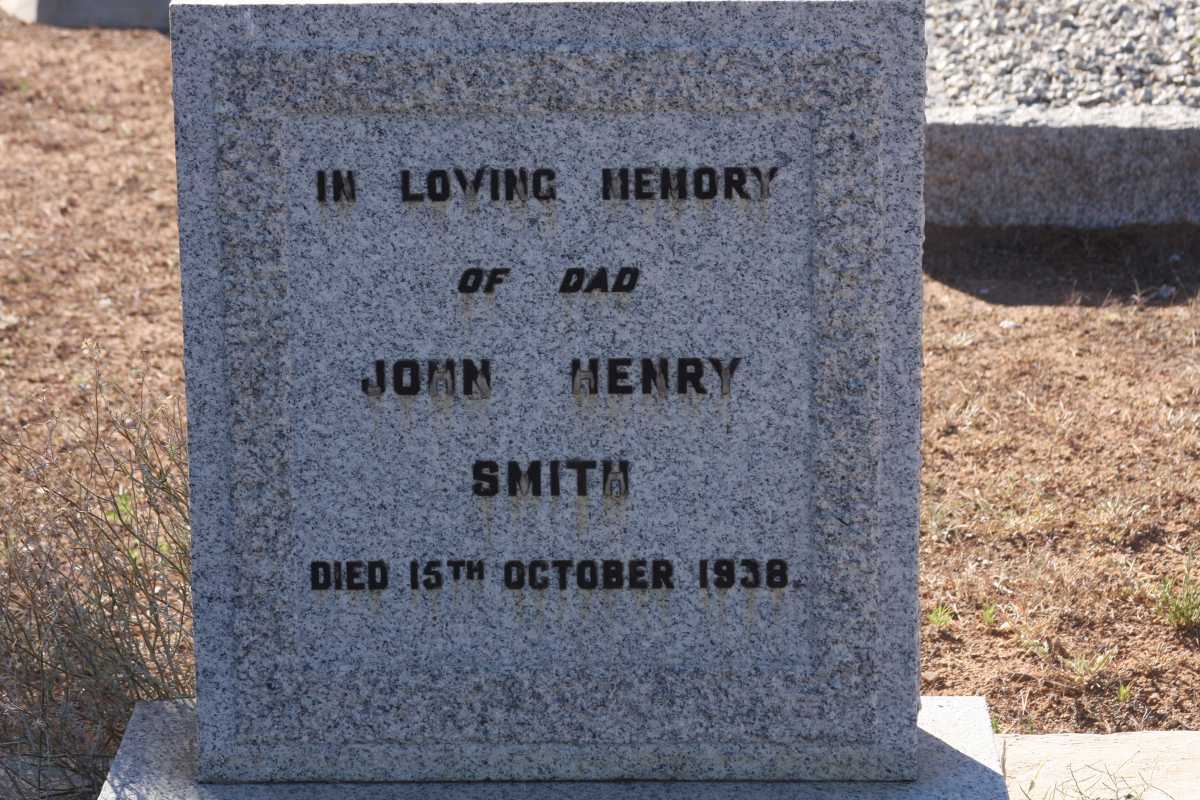 IN LOVING MEMORY
OF DAD
JOHN HENRY
SMITH
DIED 15TH OCTOBER 1938.